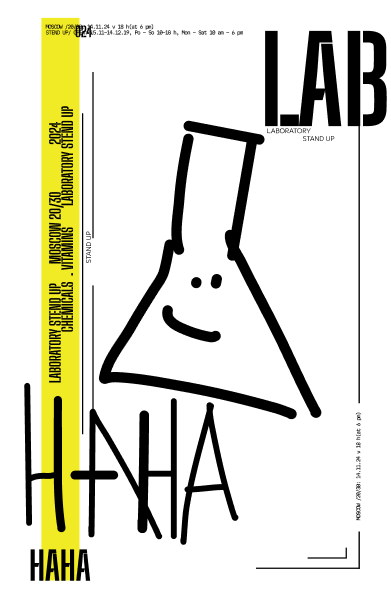 MOSCOW /20/30: 14.11.24 v 18 h(at 6 pm)
STEND UP/ 15.11-14.12.19, Po - So 10-18 h, Mon - Sat 10 am - 6 pm
LAB
LABORATORY
STAND UP
LABORATORY STEND UP MOSCOW 20/30 2024
CHEMICALS . VITAMINS LABORATORY STEND UP
STAND UP
HAHA
MOSCOW /20/30: 14.11.24 v 18 h(at 6 pm)
HAHA